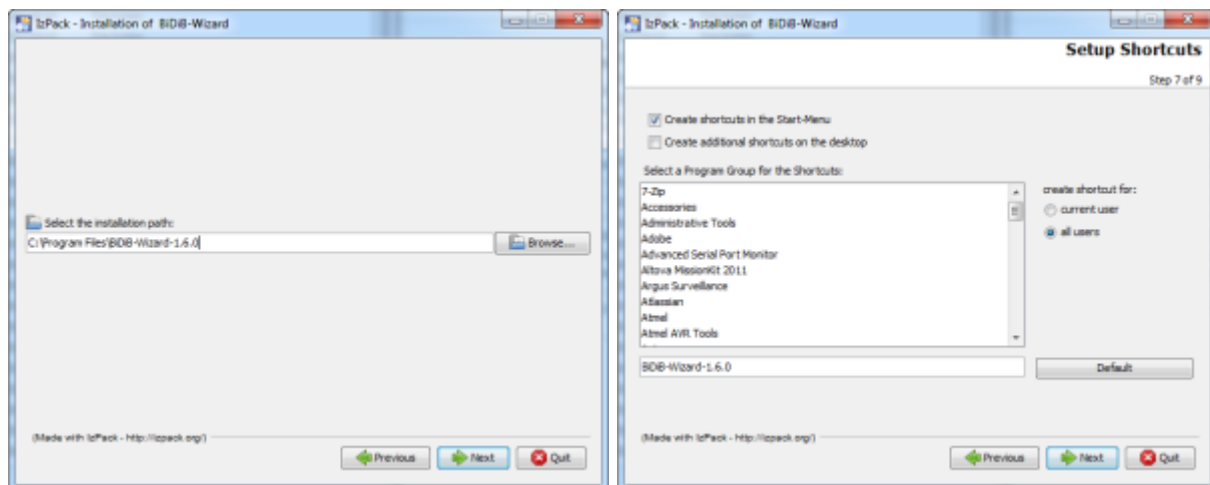 IzPack - Installation of BiDiB-Wizard
Select the installation path:
C:\Program Files\BiDiB-Wizard-1.6.0
Browse...
(Made with IzPack - http://izpack.org/)
Previous
Next
Quit
IzPack - Installation of BiDiB-Wizard
Setup Shortcuts
Step 7 of 9
Create shortcuts in the Start-Menu
Create additional shortcuts on the desktop
Select a Program Group for the Shortcuts:
7-Zip
Accessories
Administrative Tools
Adobe
Advanced Serial Port Monitor
Altova MissionKit 2011
Argus Surveillance
Atlassian
Atmel
Atmel AVR Tools
create shortcut for:
current user
all users
BiDiB-Wizard-1.6.0
Default
(Made with IzPack - http://izpack.org/)
Previous
Next
Quit